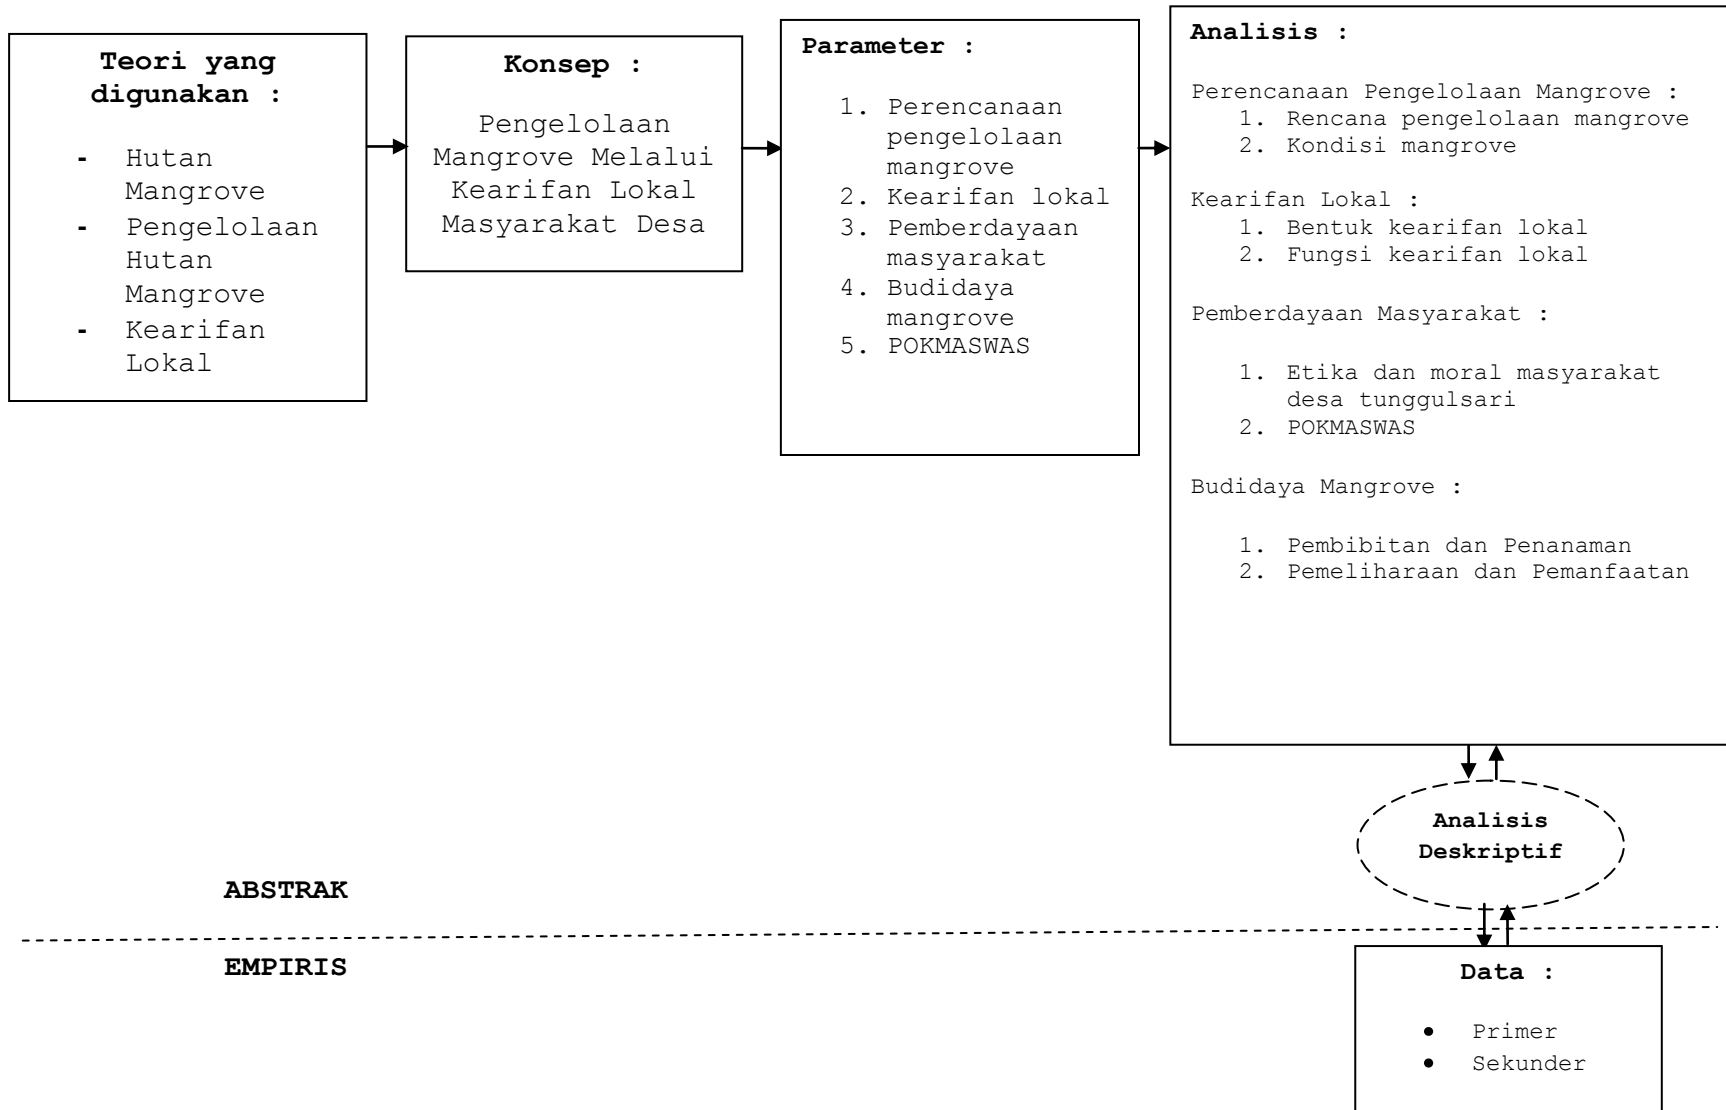 Teori yang
digunakan :
- Hutan
Mangrove
- Pengelolaan
Hutan
Mangrove
- Kearifan
Lokal
Konsep :
Pengelolaan
Mangrove Melalui
Kearifan Lokal
Masyarakat Desa
Parameter :
1. Perencanaan
pengelolaan
mangrove
2. Kearifan lokal
3. Pemberdayaan
masyarakat
4. Budidaya
mangrove
5. POKMASWAS
Analisis :
Perencanaan Pengelolaan Mangrove :
1. Rencana pengelolaan mangrove
2. Kondisi mangrove
Kearifan Lokal :
1. Bentuk kearifan lokal
2. Fungsi kearifan lokal
Pemberdayaan Masyarakat :
1. Etika dan moral masyarakat
desa tunggulsari
2. POKMASWAS
Budidaya Mangrove :
1. Pembibitan dan Penanaman
2. Pemeliharaan dan Pemanfaatan
Analisis
Deskriptif
ABSTRAK
EMPIRIS
Data :
• Primer
• Sekunder